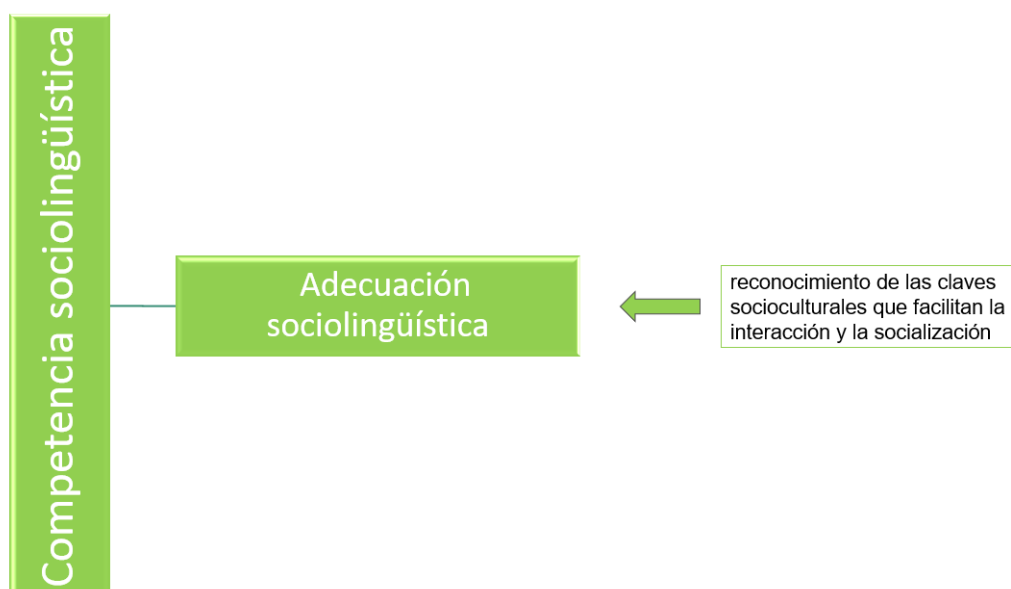 Competencia sociolingüística
Adecuación
sociolingüística
reconocimiento de las claves
socioculturales que facilitan la
interacción y la socialización